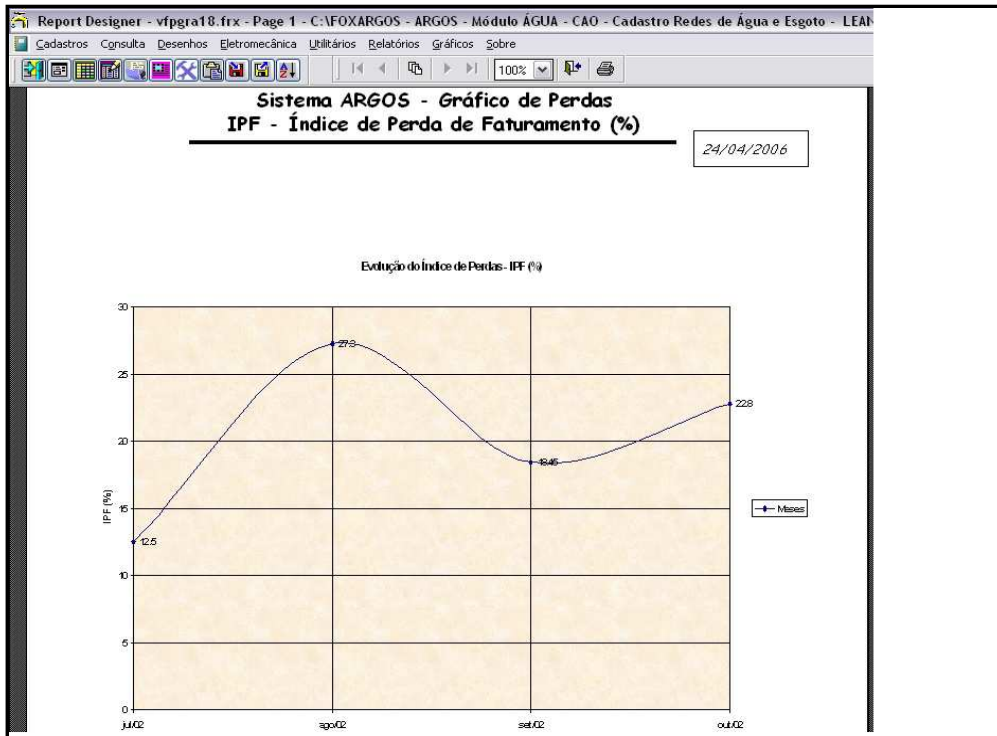 Report Designer - vfpgra18.frx - Page 1 - C:\FOXARGOS - ARGOS - Módulo ÁGUA - CAO - Cadastro Redes de Água e Esgoto - LEAN
Cadastros Consulta Desenhos Eletromecânica Utilitários Relatórios Gráficos Sobre
100%
Sistema ARGOS - Gráfico de Perdas
IPF - Índice de Perda de Faturamento (%)
24/04/2006
Evolução do Índice de Perdas - IPF (%)
30
27.3
25
22.8
20
18.45
IPF (%)
15
Meses
12.5
10
5
0
jul/02 ago/02 set/02 out/02